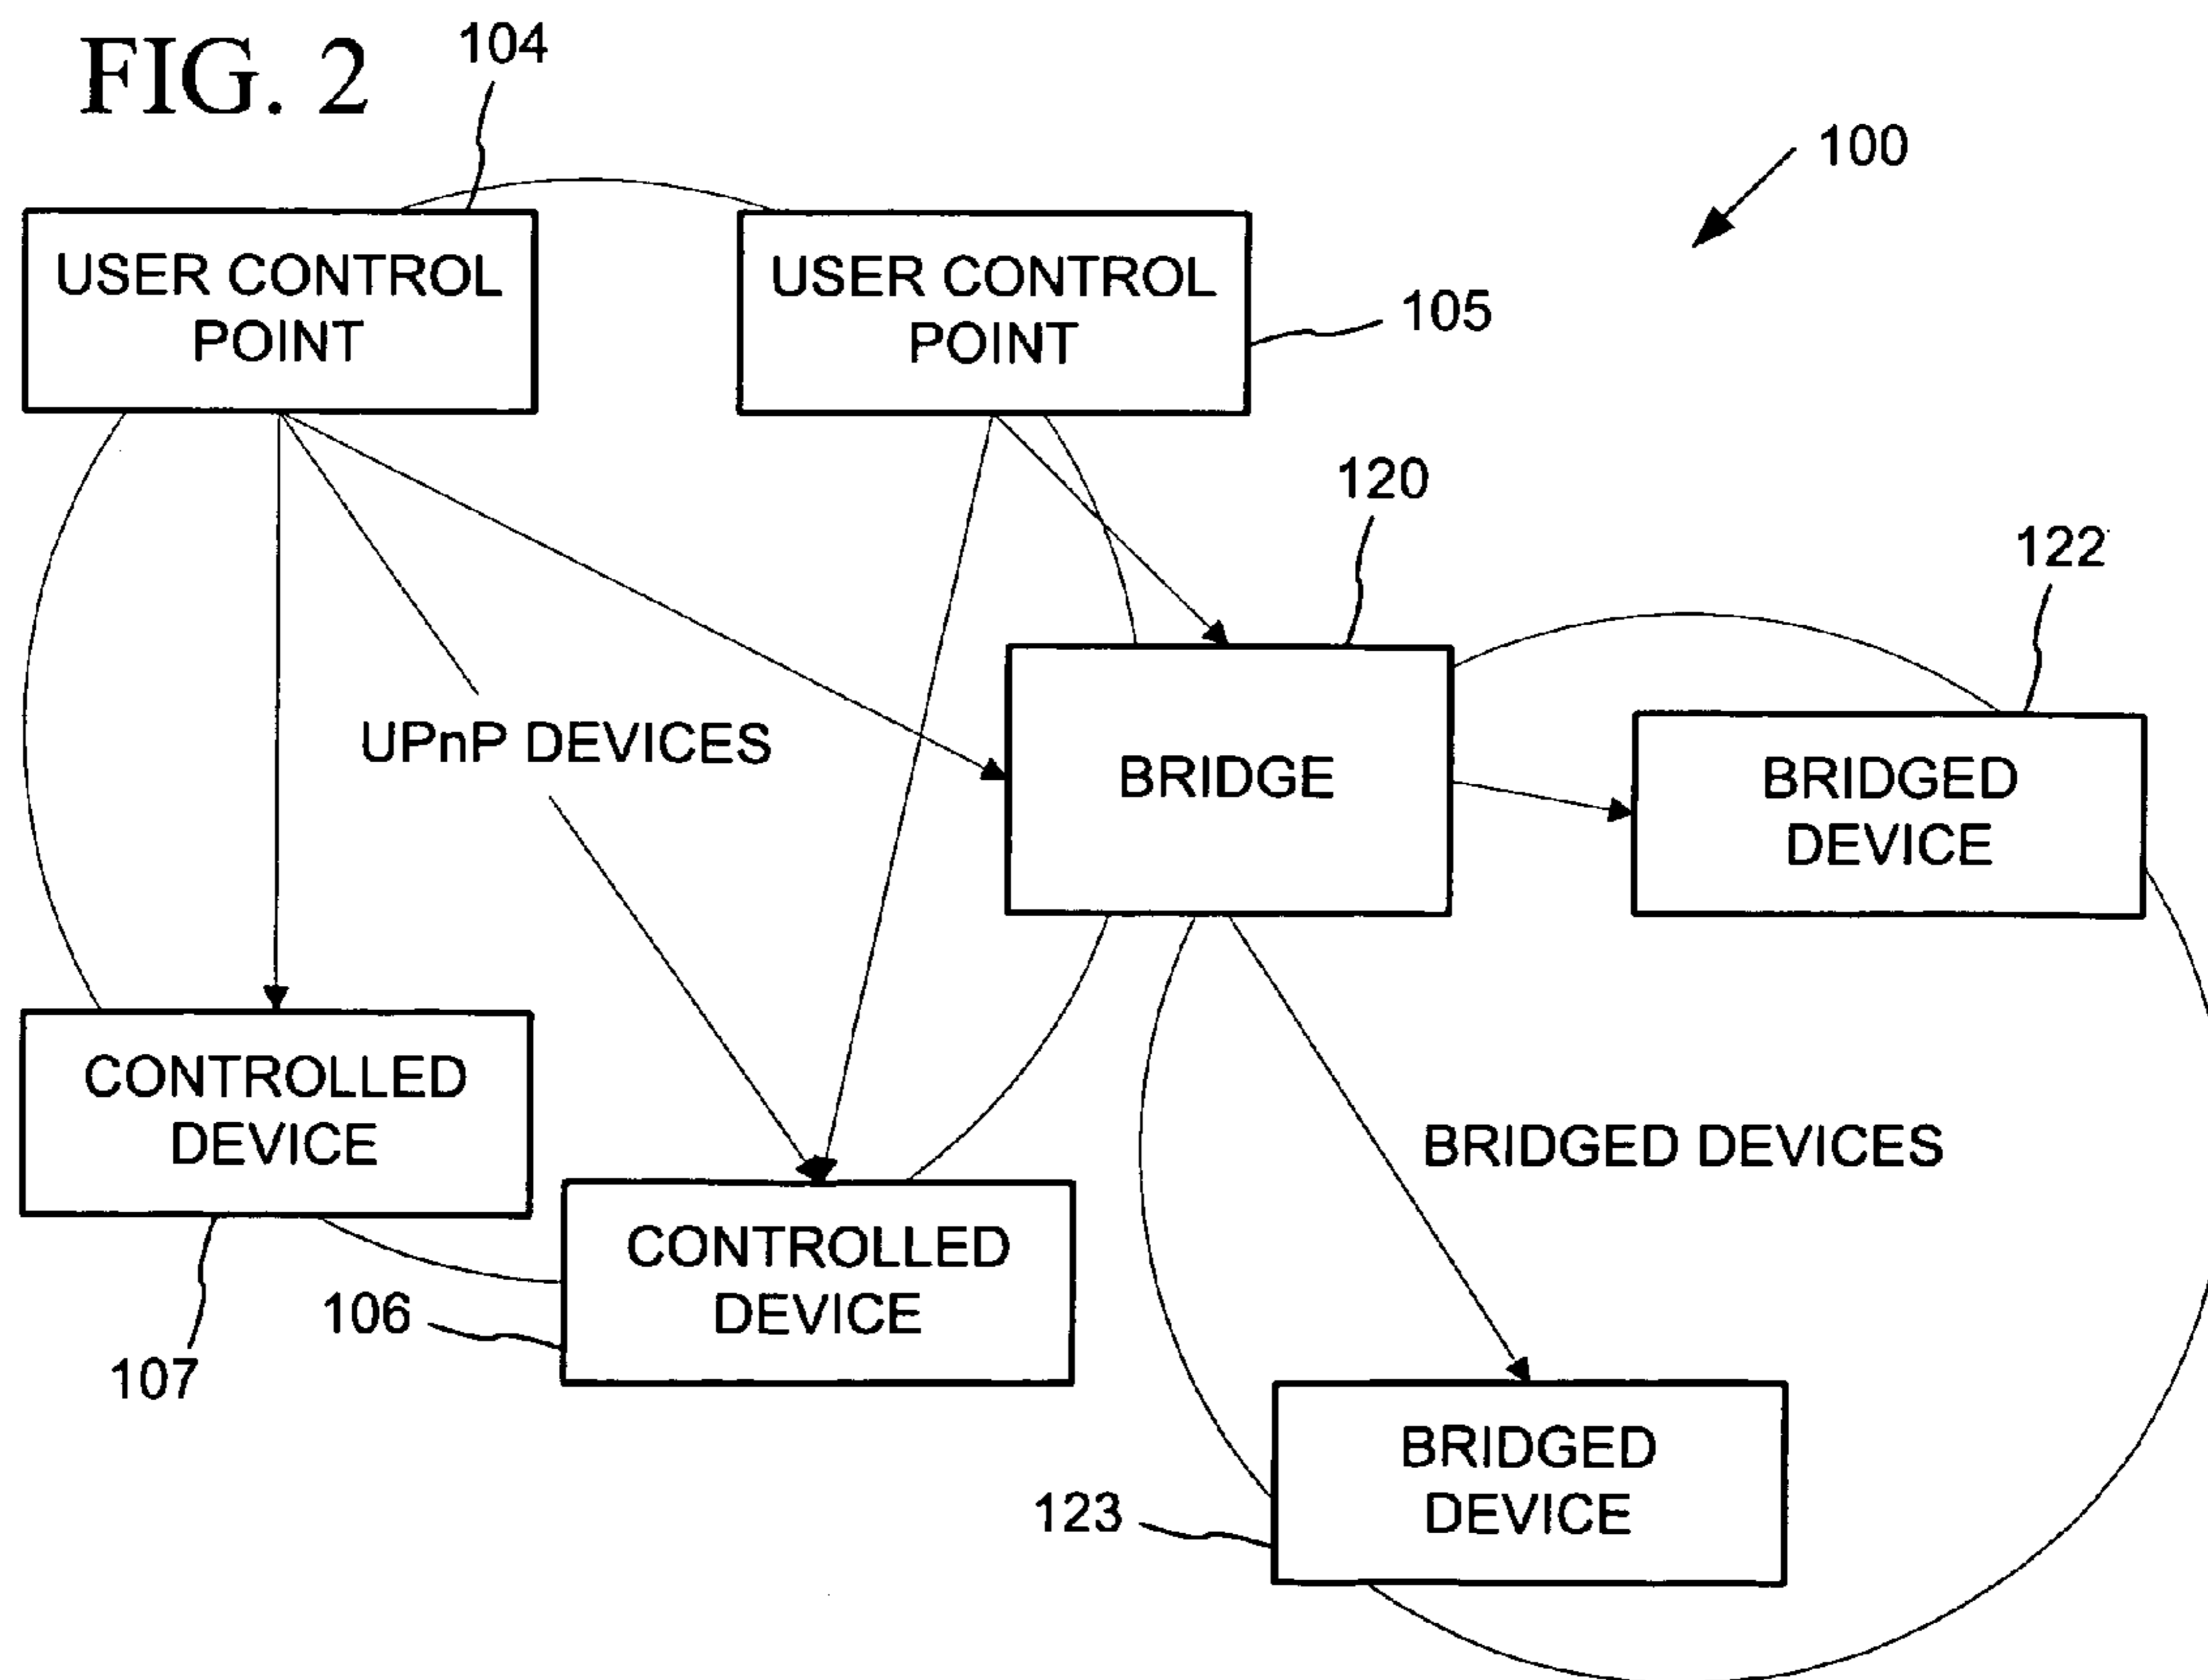 FIG. 2
104
100
USER CONTROL
POINT
USER CONTROL
POINT
105
120
122
UPnP DEVICES
BRIDGE
BRIDGED
DEVICE
CONTROLLED
DEVICE
BRIDGED DEVICES
CONTROLLED
DEVICE
106
107
BRIDGED
DEVICE
123